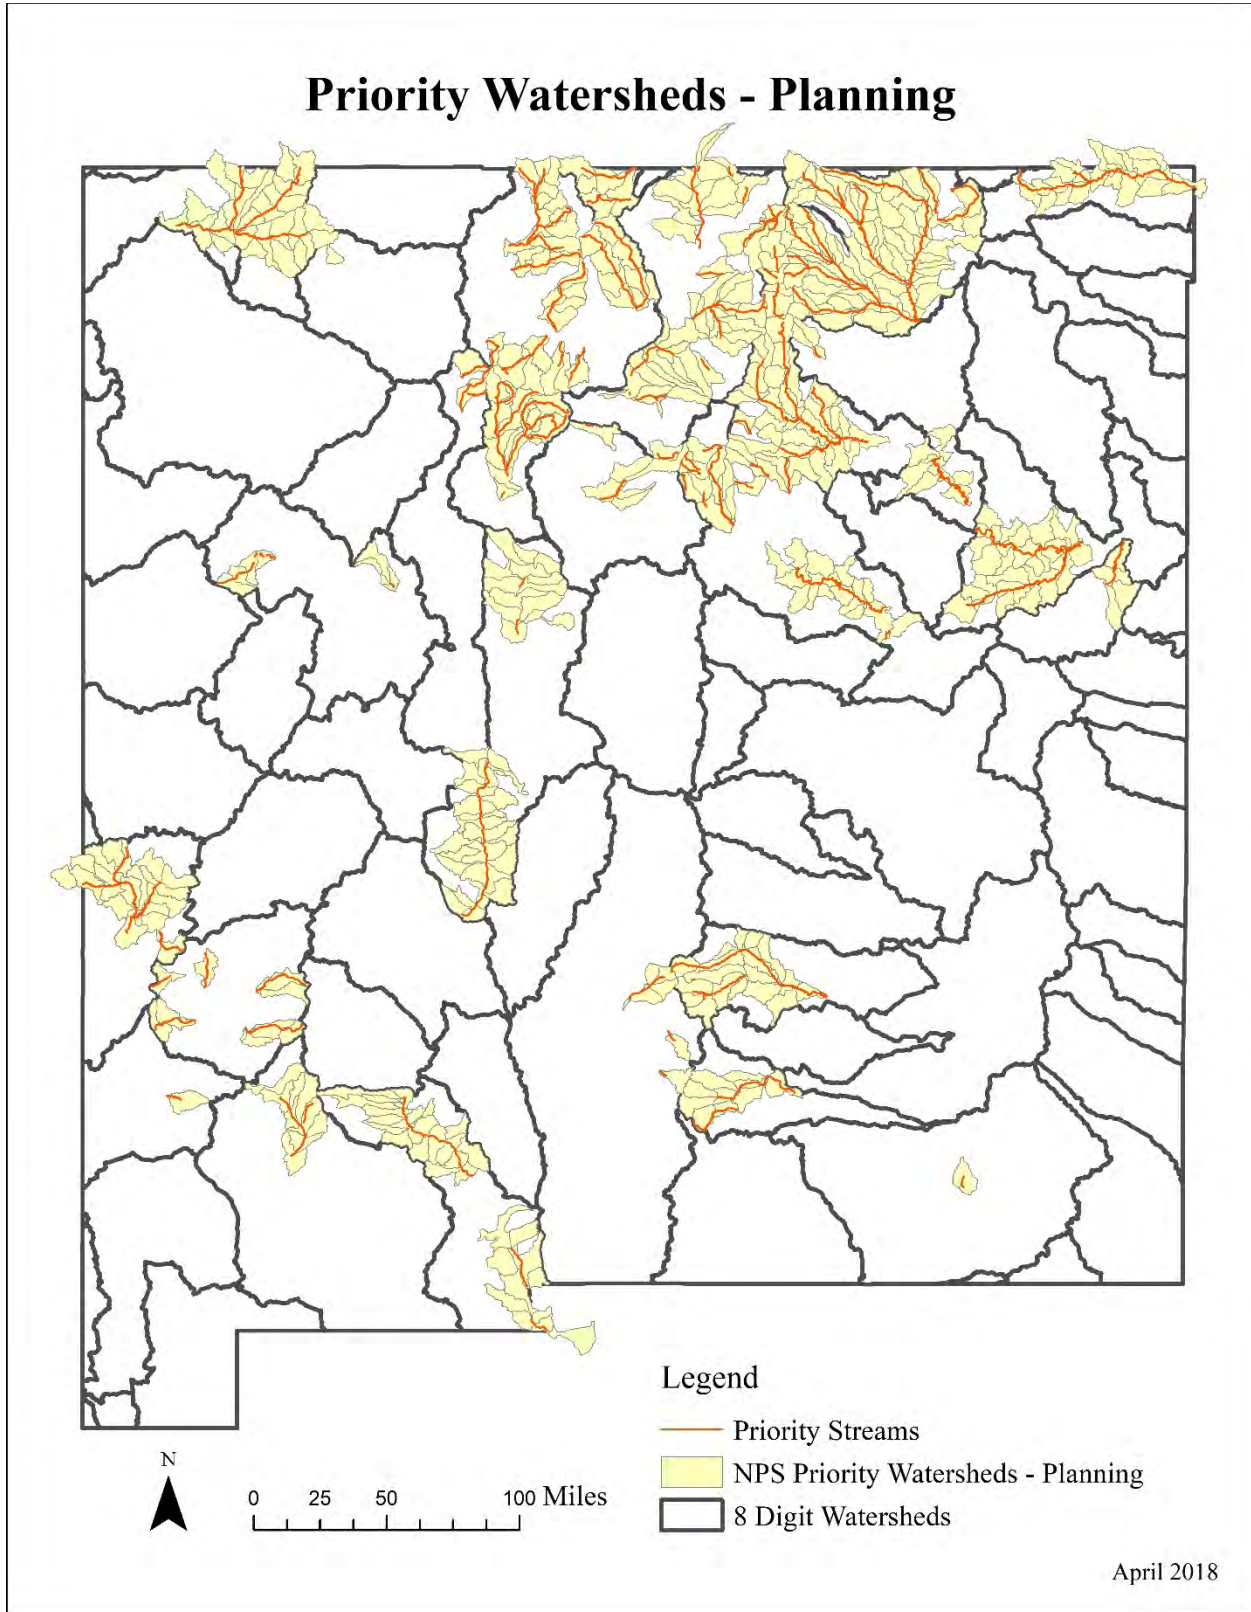 Priority Watersheds - Planning
Legend
Priority Streams
NPS Priority Watersheds - Planning
8 Digit Watersheds
N
0 25 50 100 Miles
April 2018